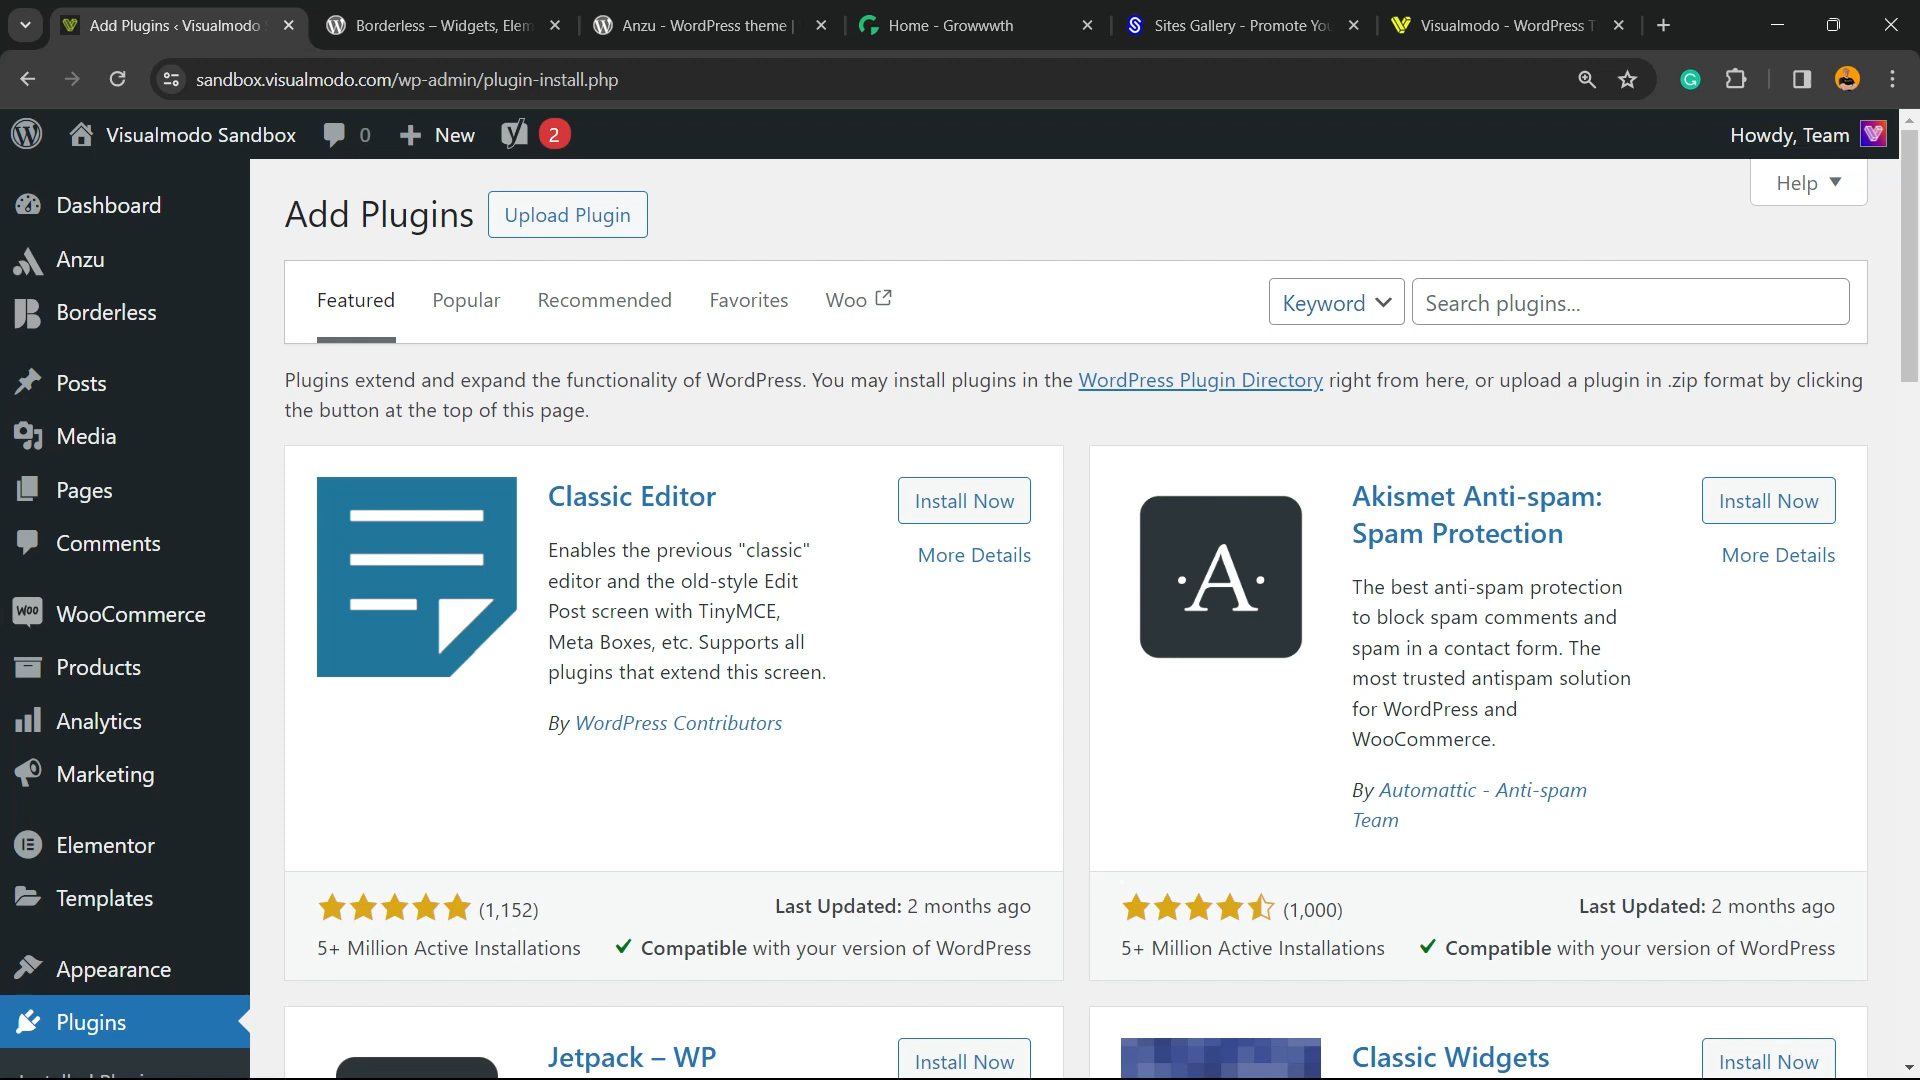 Add Plugins ‹ Visualmodo
Borderless – Widgets, Elem
Anzu - WordPress theme |
Home - Growwwth
Sites Gallery - Promote You
Visualmodo - WordPress T
sandbox.visualmodo.com/wp-admin/plugin-install.php
Visualmodo Sandbox
0
New
2
Howdy, Team
Dashboard
Anzu
Borderless
Posts
Media
Pages
Comments
WOO
WooCommerce
Products
Analytics
Marketing
Elementor
Templates
Appearance
Plugins
Add Plugins
Upload Plugin
Help
Featured
Popular
Recommended
Favorites
Woo
Keyword
Search plugins...
Plugins extend and expand the functionality of WordPress. You may install plugins in the WordPress Plugin Directory right from here, or upload a plugin in .zip format by clicking
the button at the top of this page.
Classic Editor
Install Now
More Details
Enables the previous "classic"
editor and the old-style Edit
Post screen with TinyMCE,
Meta Boxes, etc. Supports all
plugins that extend this screen.
By WordPress Contributors
(1,152)
Last Updated: 2 months ago
5+ Million Active Installations
Compatible with your version of WordPress
·A·
Akismet Anti-spam:
Spam Protection
Install Now
More Details
The best anti-spam protection
to block spam comments and
spam in a contact form. The
most trusted antispam solution
for WordPress and
WooCommerce.
By Automattic - Anti-spam
Team
(1,000)
Last Updated: 2 months ago
5+ Million Active Installations
Compatible with your version of WordPress
Jetpack – WP
Install Now
Classic Widgets
Install Now